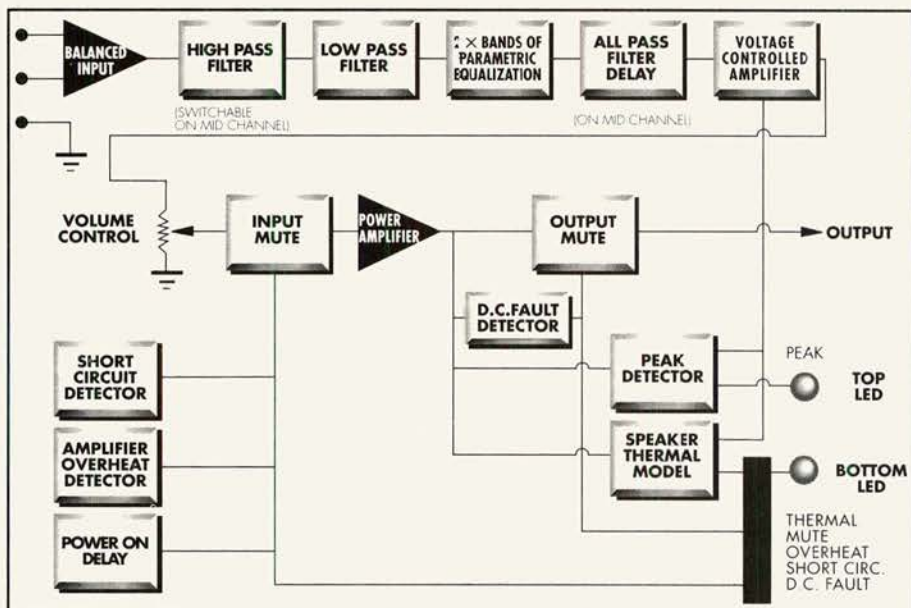 BALANCED
INPUT
HIGH PASS
FILTER
(SWITCHABLE
ON MID CHANNEL)
LOW PASS
FILTER
2 × BANDS OF
PARAMETRIC
EQUALIZATION
ALL PASS
FILTER
DELAY
(ON MID CHANNEL)
VOLTAGE
CONTROLLED
AMPLIFIER
VOLUME
CONTROL
INPUT
MUTE
POWER
AMPLIFIER
OUTPUT
MUTE
OUTPUT
D.C.FAULT
DETECTOR
SHORT
CIRCUIT
DETECTOR
PEAK
DETECTOR
PEAK
TOP
LED
AMPLIFIER
OVERHEAT
DETECTOR
SPEAKER
THERMAL
MODEL
BOTTOM
LED
POWER ON
DELAY
THERMAL
MUTE
OVERHEAT
SHORT CIRC.
D.C. FAULT